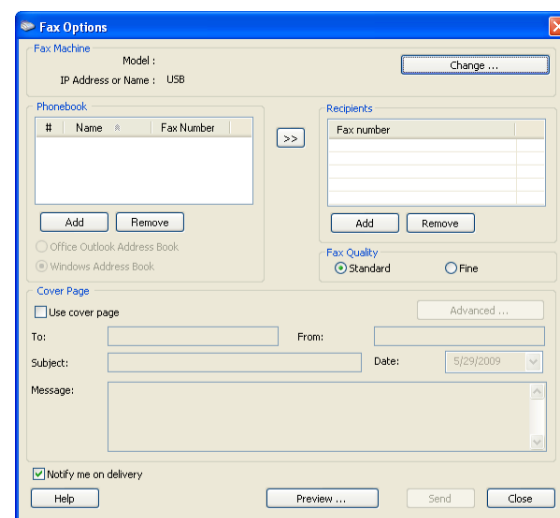 Fax Options
Fax Machine
Model :
Change ...
IP Address or Name : USB
Phonebook
Recipients
# Name Fax Number
>>
Fax number
Add Remove
Add Remove
Office Outlook Address Book
Windows Address Book
Fax Quality
Standard Fine
Cover Page
Use cover page
Advanced ...
To: From:
Subject: Date: 5/29/2009
Message:
Notify me on delivery
Help Preview ... Send Close